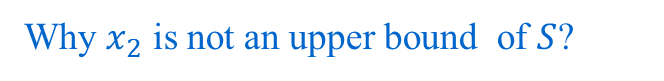 Why x₂ is not an upper bound of S?